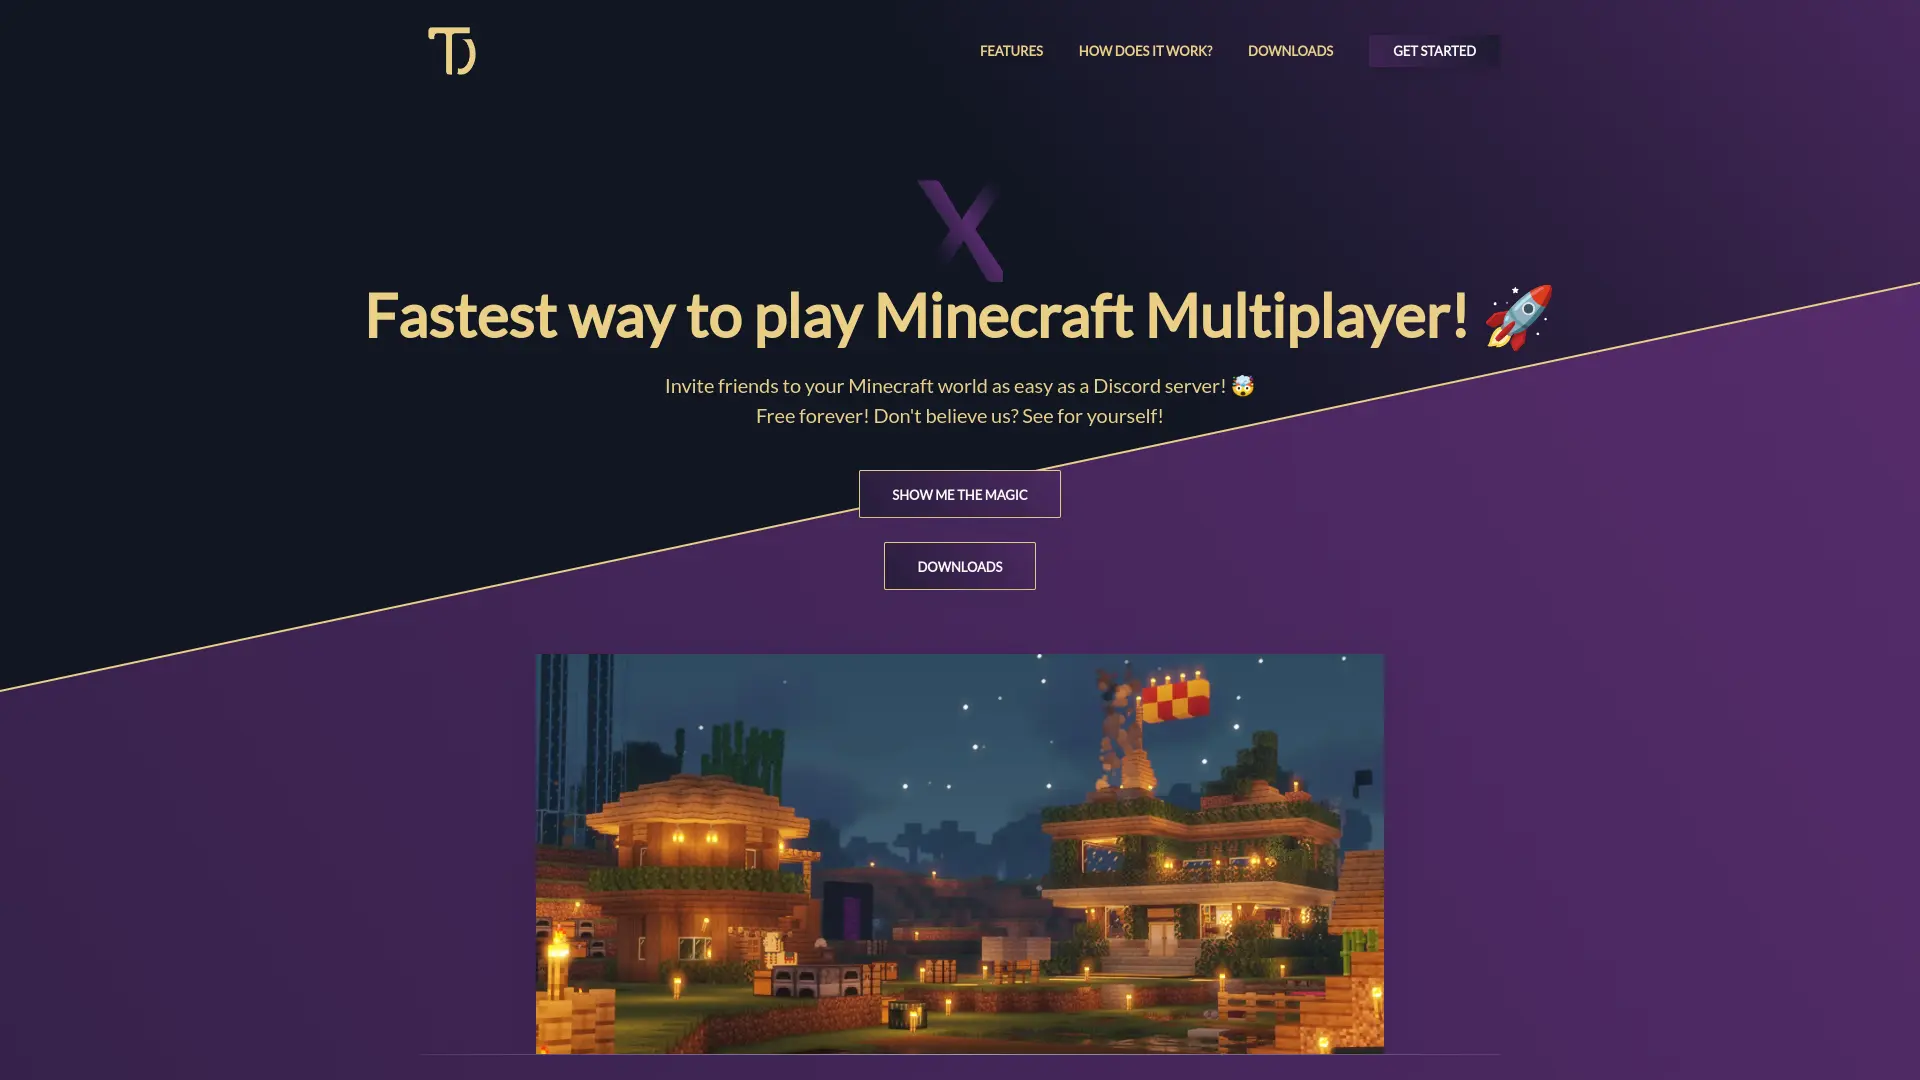 FEATURES
HOW DOES IT WORK?
DOWNLOADS
GET STARTED
X
Fastest way to play Minecraft Multiplayer! 🚀
Invite friends to your Minecraft world as easy as a Discord server! 🤯
Free forever! Don't believe us? See for yourself!
SHOW ME THE MAGIC
DOWNLOADS